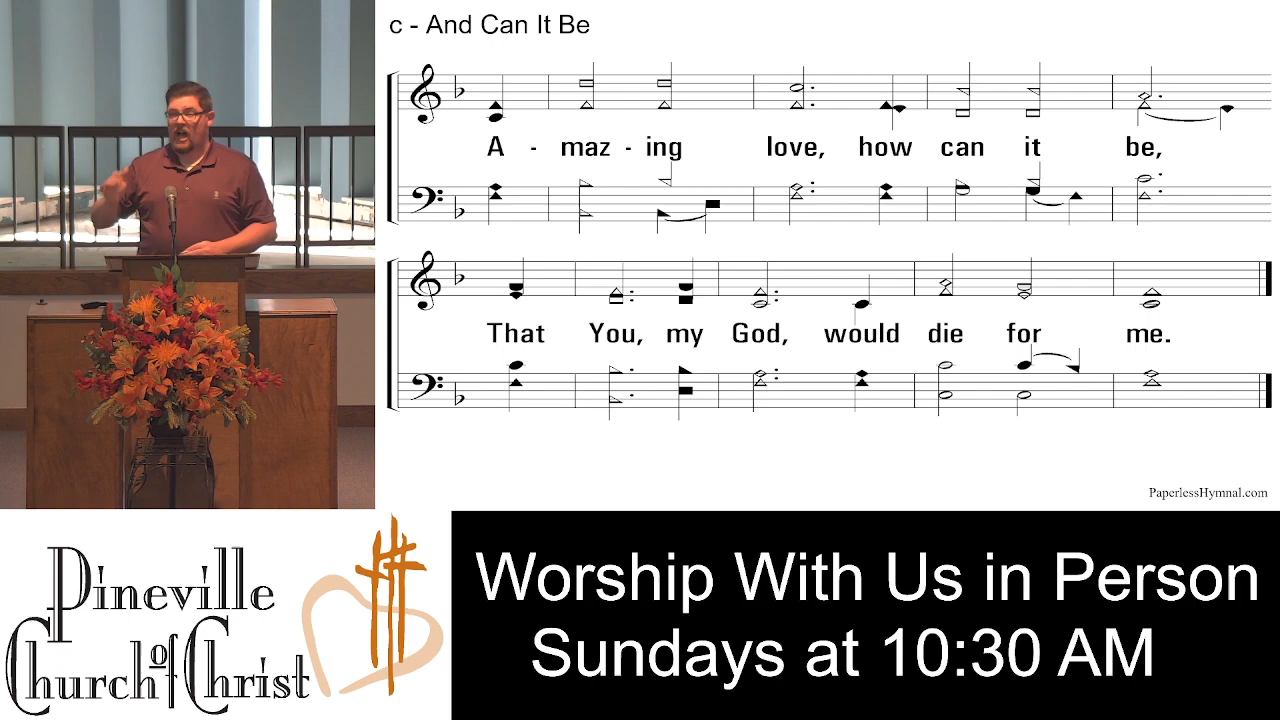 c - And Can It Be
A - maz - ing love, how can it be,
That You, my God, would die for me.
PaperlessHymnal.com
Pineville
Church of Christ
Worship With Us in Person
Sundays at 10:30 AM